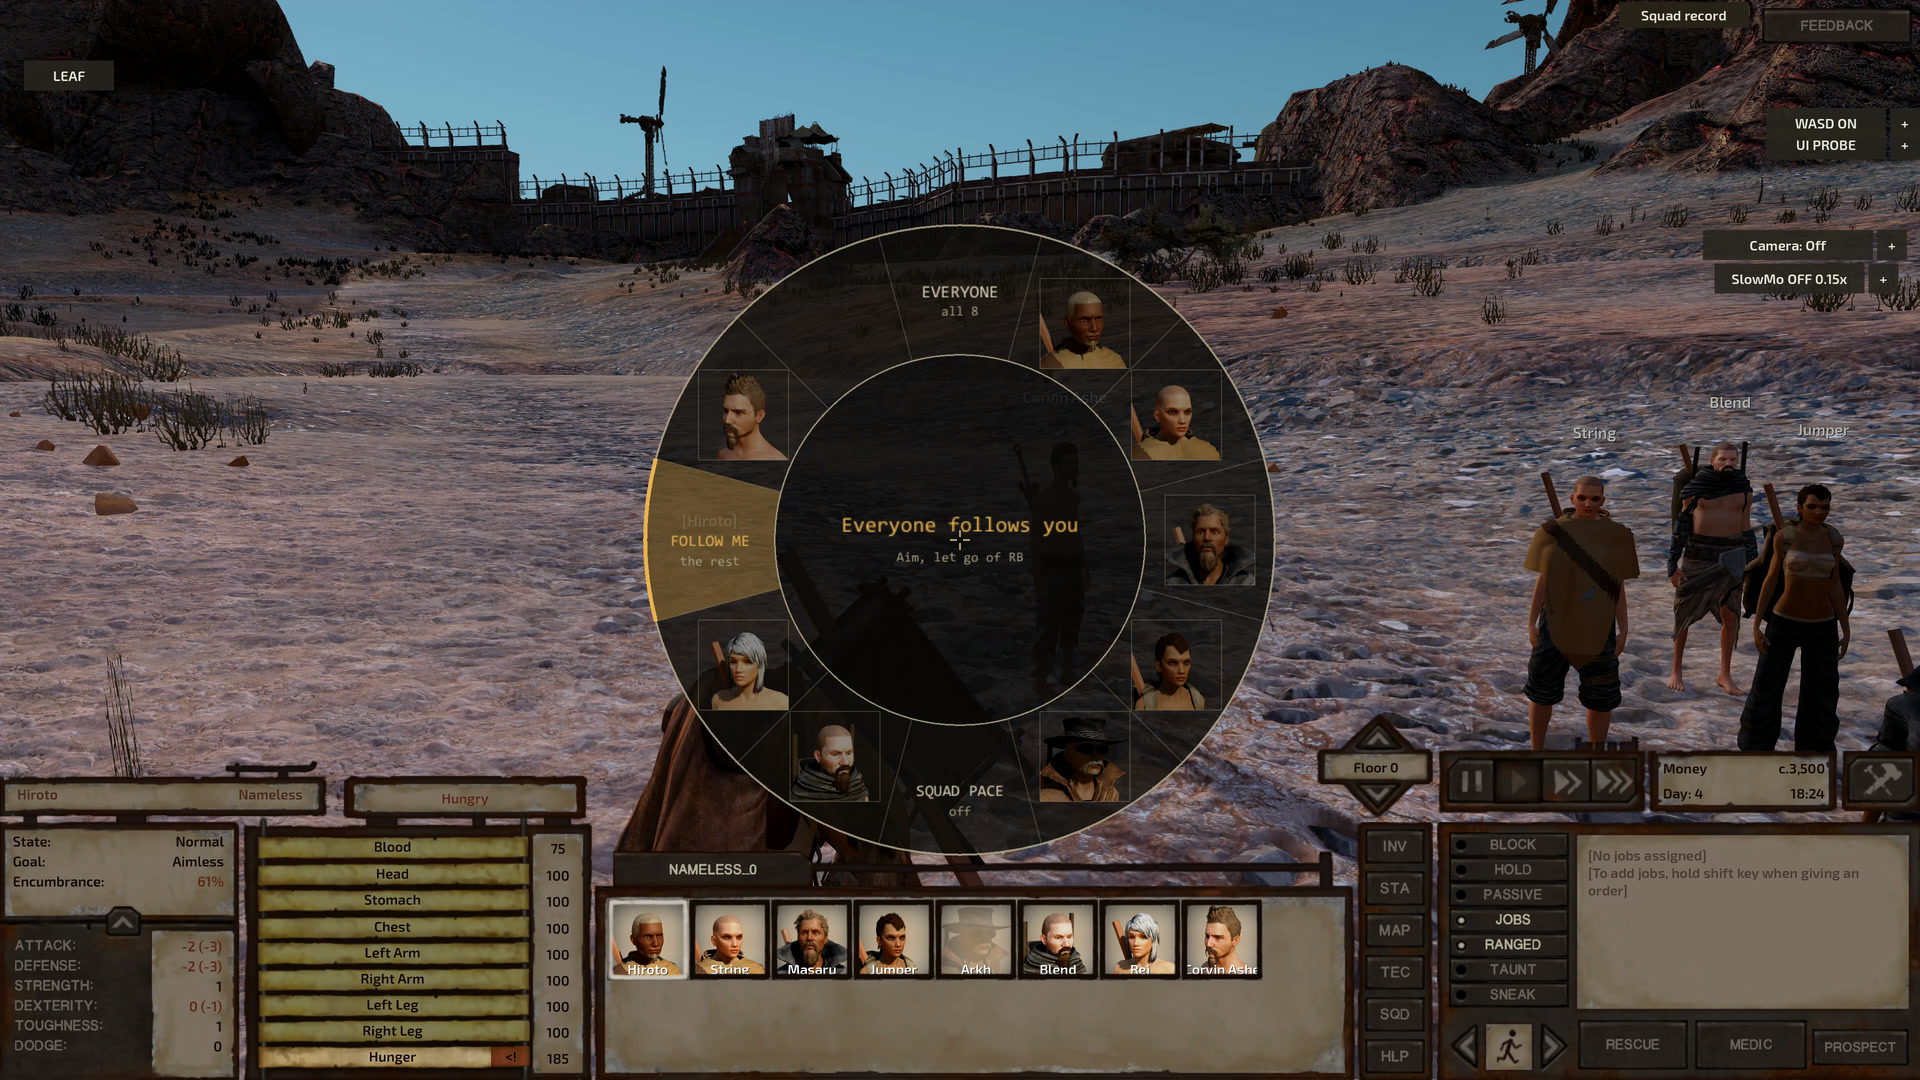 Squad record
FEEDBACK
LEAF
WASD ON +
UI PROBE +
Camera: Off +
SlowMo OFF 0.15x +
EVERYONE
all 8
Corvin Ashe
Blend
String
Jumper
[Hiroto]
FOLLOW ME
the rest
Everyone follows you
Aim, let go of RB
SQUAD PACE
off
Floor 0
Money c.3,500
Day: 4 18:24
Hiroto Nameless
Hungry
State: Normal
Goal: Aimless
Encumbrance: 61%
ATTACK: -2 (-3)
DEFENSE: -2 (-3)
STRENGTH: 1
DEXTERITY: 0 (-1)
TOUGHNESS: 1
DODGE: 0
Blood 75
Head 100
Stomach 100
Chest 100
Left Arm 100
Right Arm 100
Left Leg 100
Right Leg 100
Hunger <! 185
NAMELESS_0
Hiroto
String
Masaru
Jumper
Arkh
Blend
Rei
Corvin Ashe
INV
STA
MAP
TEC
SQD
HLP
BLOCK
HOLD
PASSIVE
JOBS
RANGED
TAUNT
SNEAK
[No jobs assigned]
[To add jobs, hold shift key when giving an
order]
RESCUE
MEDIC
PROSPECT